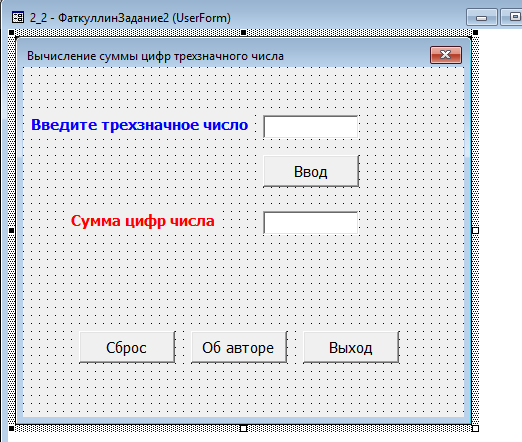 2_2 - ФаткуллинЗадание2 (UserForm)
Вычисление суммы цифр трехзначного числа
Введите трехзначное число
Ввод
Сумма цифр числа
Сброс
Об авторе
Выход